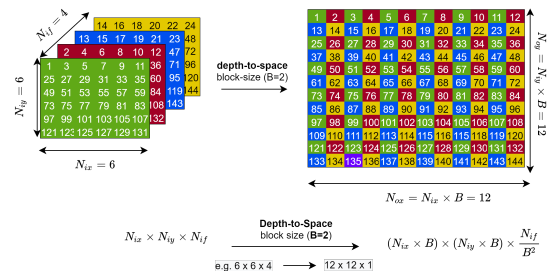 N_if = 4
14 16 18 20 22 24
13 15 17 19 21 23 48
2 4 6 8 10 12 47 72
1 3 5 7 9 11 36 71 96
25 27 29 31 33 35 60 95 120
49 51 53 55 57 59 84 119 144
73 75 77 79 81 83 108 143
97 99 101 103 105 107 132
121 123 125 127 129 131
N_iy = 6
N_ix = 6
depth-to-space
block-size (B=2)
1 2 3 4 5 6 7 8 9 10 11 12
13 14 15 16 17 18 19 20 21 22 23 24
25 26 27 28 29 30 31 32 33 34 35 36
37 38 39 40 41 42 43 44 45 46 47 48
49 50 51 52 53 54 55 56 57 58 59 60
61 62 63 64 65 66 67 68 69 70 71 72
73 74 75 76 77 78 79 80 81 82 83 84
85 86 87 88 89 90 91 92 93 94 95 96
97 98 99 100 101 102 103 104 105 106 107 108
109 110 111 112 113 114 115 116 117 118 119 120
121 122 123 124 125 126 127 128 129 130 131 132
133 134 135 136 137 138 139 140 141 142 143 144
N_oy = N_iy × B = 12
N_ox = N_ix × B = 12
N_ix × N_iy × N_if
Depth-to-Space
block size (B=2)
(N_ix × B) × (N_iy × B) × N_if / B²
e.g. 6 x 6 x 4
12 x 12 x 1